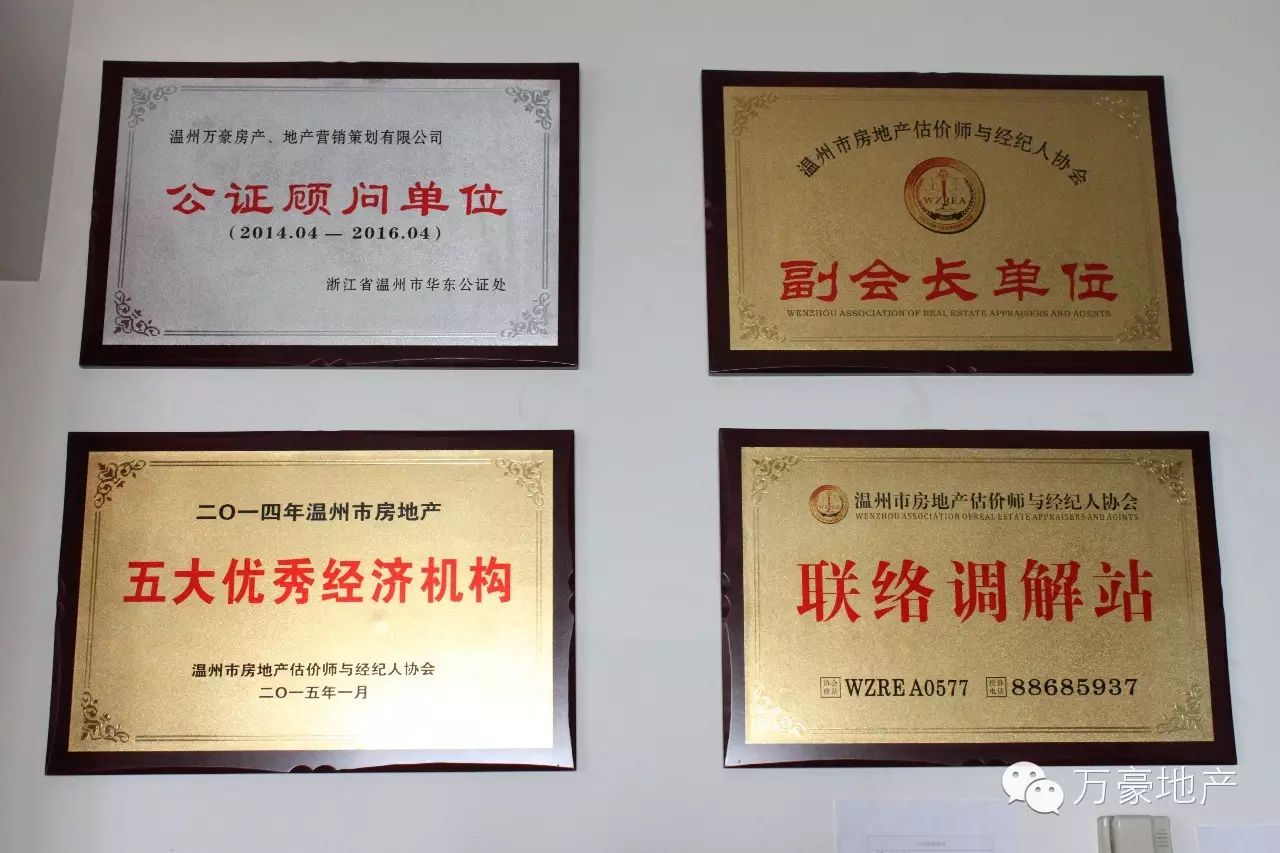 温州万豪房产、地产营销策划有限公司
公证顾问单位
(2014.04 — 2016.04)
浙江省温州市华东公证处
温州市房地产估价师与经纪人协会
WZREA
副会长单位
WENZHOU ASSOCIATION OF REAL ESTATE APPRAISERS AND AGENTS
二〇一四年温州市房地产
五大优秀经济机构
温州市房地产估价师与经纪人协会
二〇一五年一月
温州市房地产估价师与经纪人协会
WENZHOU ASSOCIATION OF REAL ESTATE APPRAISERS AND AGENTS
联络调解站
WZREA0577 电话 88685937
万豪地产